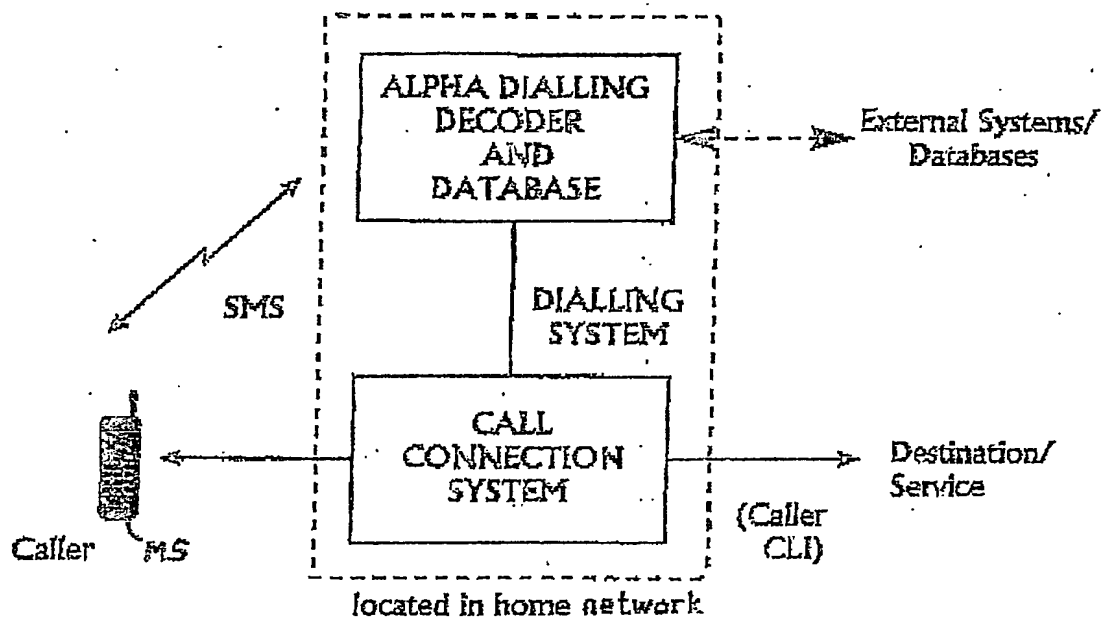 ALPHA DIALLING
DECODER
AND
DATABASE
External Systems/
Databases
SMS
DIALLING
SYSTEM
CALL
CONNECTION
SYSTEM
Destination/
Service
(Caller
CLI)
Caller MS
located in home network